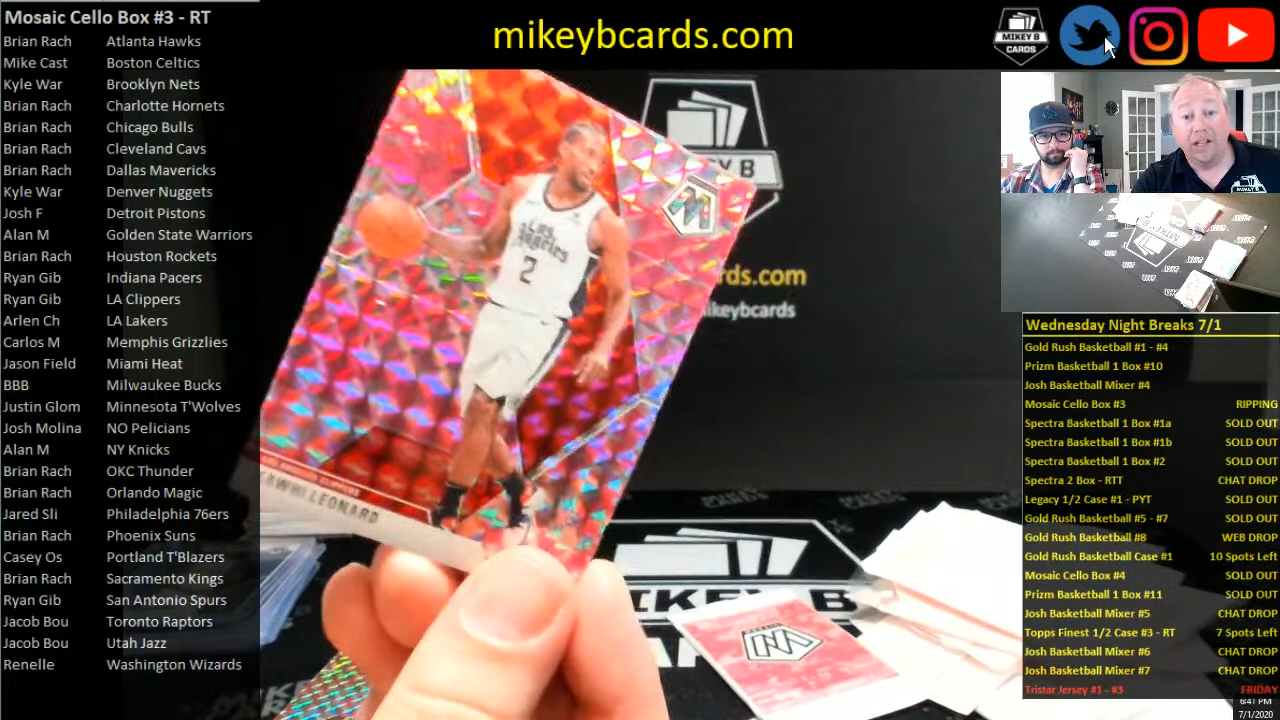 Mosaic Cello Box #3 - RT
Brian Rach Atlanta Hawks
Mike Cast Boston Celtics
Kyle War Brooklyn Nets
Brian Rach Charlotte Hornets
Brian Rach Chicago Bulls
Brian Rach Cleveland Cavs
Brian Rach Dallas Mavericks
Kyle War Denver Nuggets
Josh F Detroit Pistons
Alan M Golden State Warriors
Brian Rach Houston Rockets
Ryan Gib Indiana Pacers
Ryan Gib LA Clippers
Arlen Ch LA Lakers
Carlos M Memphis Grizzlies
Jason Field Miami Heat
BBB Milwaukee Bucks
Justin Glom Minnesota T'Wolves
Josh Molina NO Pelicians
Alan M NY Knicks
Brian Rach OKC Thunder
Brian Rach Orlando Magic
Jared Sli Philadelphia 76ers
Brian Rach Phoenix Suns
Casey Os Portland T'Blazers
Brian Rach Sacramento Kings
Ryan Gib San Antonio Spurs
Jacob Bou Toronto Raptors
Jacob Bou Utah Jazz
Renelle Washington Wizards
mikeybcards.com
MIKEY B
CARDS
Y B
rds.com
ikeybcards
M
LOS
ANGELES
2
LOS ANGELES CLIPPERS
KAWHI LEONARD
MIKEY B
Wednesday Night Breaks 7/1
Gold Rush Basketball #1 - #4
Prizm Basketball 1 Box #10
Josh Basketball Mixer #4
Mosaic Cello Box #3 RIPPING
Spectra Basketball 1 Box #1a SOLD OUT
Spectra Basketball 1 Box #1b SOLD OUT
Spectra Basketball 1 Box #2 SOLD OUT
Spectra 2 Box - RTT CHAT DROP
Legacy 1/2 Case #1 - PYT SOLD OUT
Gold Rush Basketball #5 - #7 SOLD OUT
Gold Rush Basketball #8 WEB DROP
Gold Rush Basketball Case #1 10 Spots Left
Mosaic Cello Box #4 SOLD OUT
Prizm Basketball 1 Box #11 SOLD OUT
Josh Basketball Mixer #5 CHAT DROP
Topps Finest 1/2 Case #3 - RT 7 Spots Left
Josh Basketball Mixer #6 CHAT DROP
Josh Basketball Mixer #7 CHAT DROP
Tristar Jersey #1 - #3 FRIDAY
6:41 PM
7/1/2020